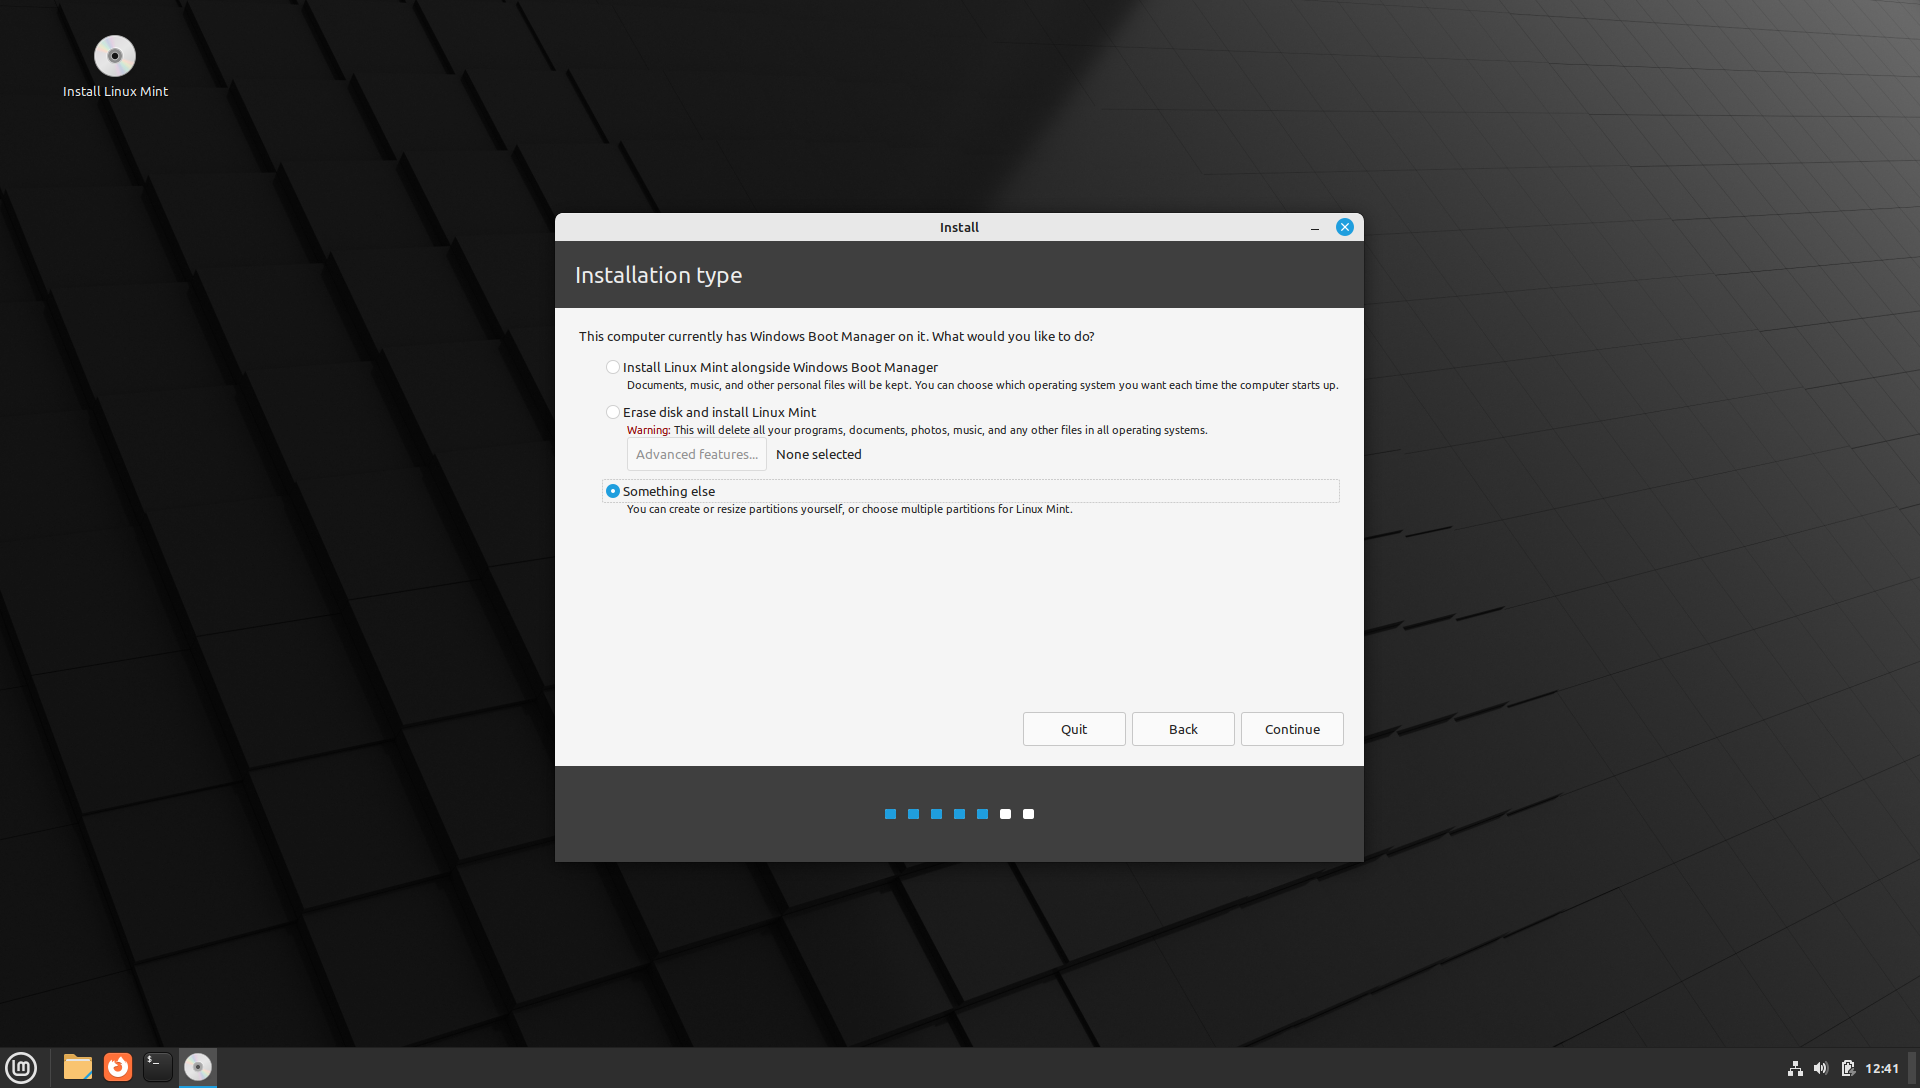 Install Linux Mint
Install
Installation type
This computer currently has Windows Boot Manager on it. What would you like to do?
Install Linux Mint alongside Windows Boot Manager
Documents, music, and other personal files will be kept. You can choose which operating system you want each time the computer starts up.
Erase disk and install Linux Mint
Warning: This will delete all your programs, documents, photos, music, and any other files in all operating systems.
Advanced features... None selected
Something else
You can create or resize partitions yourself, or choose multiple partitions for Linux Mint.
Quit Back Continue
lm $_ 12:41